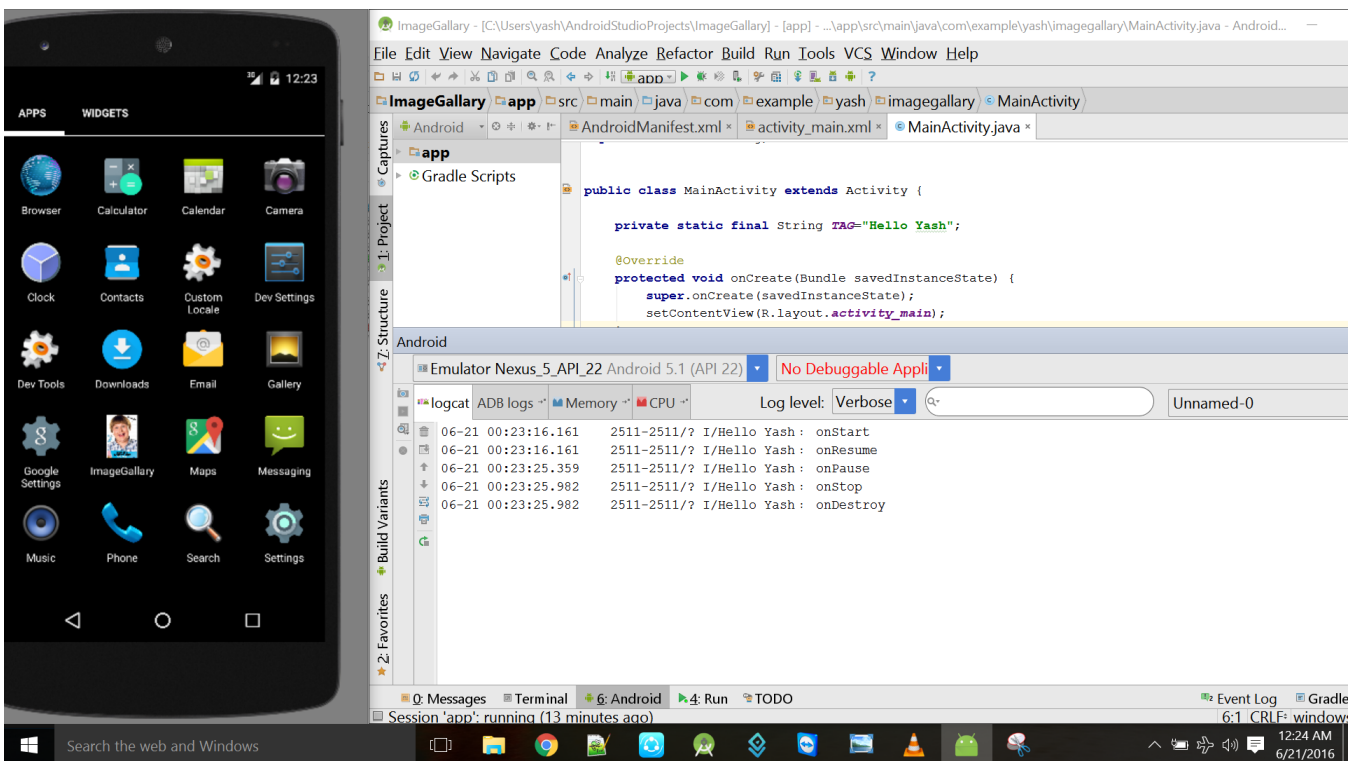 ImageGallary - [C:\Users\yash\AndroidStudioProjects\ImageGallary] - [app] - ...\app\src\main\java\com\example\yash\imagegallary\MainActivity.java - Android...
File Edit View Navigate Code Analyze Refactor Build Run Tools VCS Window Help
app
ImageGallary app src main java com example yash imagegallary MainActivity
Android AndroidManifest.xml × activity_main.xml × MainActivity.java ×
app
Gradle Scripts
Captures
1: Project
7: Structure
Build Variants
2: Favorites
public class MainActivity extends Activity {
private static final String TAG="Hello Yash";
@Override
protected void onCreate(Bundle savedInstanceState) {
super.onCreate(savedInstanceState);
setContentView(R.layout.activity_main);
Android
Emulator Nexus_5_API_22 Android 5.1 (API 22) No Debuggable Appli
logcat ADB logs Memory CPU Log level: Verbose Unnamed-0
06-21 00:23:16.161 2511-2511/? I/Hello Yash: onStart
06-21 00:23:16.161 2511-2511/? I/Hello Yash: onResume
06-21 00:23:25.359 2511-2511/? I/Hello Yash: onPause
06-21 00:23:25.982 2511-2511/? I/Hello Yash: onStop
06-21 00:23:25.982 2511-2511/? I/Hello Yash: onDestroy
0: Messages Terminal 6: Android 4: Run TODO Event Log Gradle
Session 'app': running (13 minutes ago) 6:1 CRLF windows
3G 12:23
APPS WIDGETS
Browser Calculator Calendar Camera
Clock Contacts Custom Locale Dev Settings
Dev Tools Downloads Email Gallery
Google Settings ImageGallary Maps Messaging
Music Phone Search Settings
Search the web and Windows
12:24 AM
6/21/2016